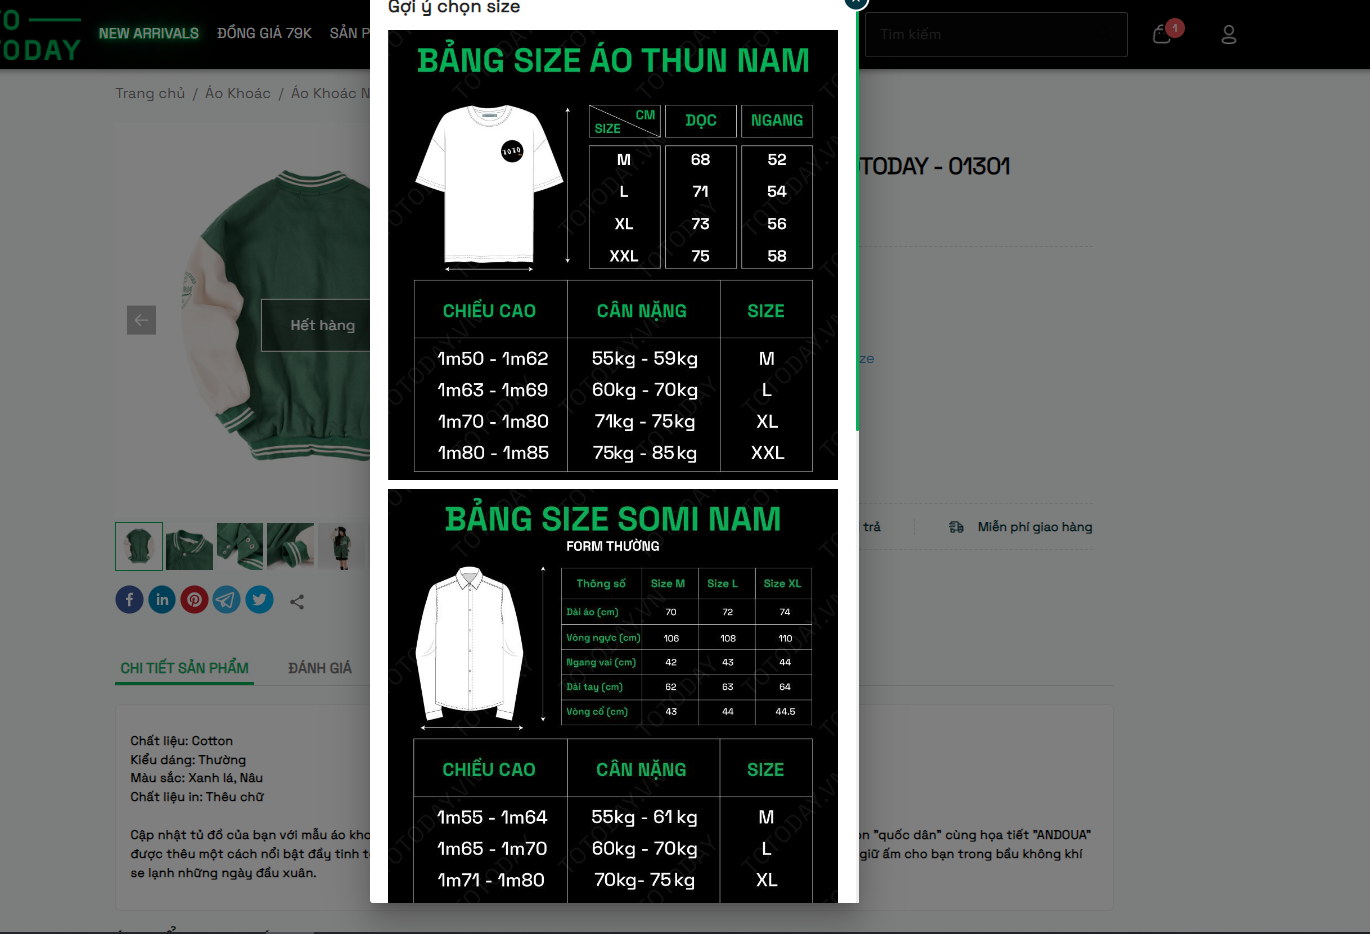 Gợi ý chọn size
TO
TODAY
NEW ARRIVALS
ĐỒNG GIÁ 79K
SẢN P
Tìm kiếm
1
Trang chủ / Áo Khoác / Áo Khoác N
TODAY - 01301
Hết hàng
ze
trả
Miễn phí giao hàng
CHI TIẾT SẢN PHẨM
ĐÁNH GIÁ
Chất liệu: Cotton
Kiểu dáng: Thường
Màu sắc: Xanh lá, Nâu
Chất liệu in: Thêu chữ
Cập nhật tủ đồ của bạn với mẫu áo kho
n "quốc dân" cùng họa tiết "ANDOUA"
được thêu một cách nổi bật đầy tinh t
giữ ấm cho bạn trong bầu không khí
se lạnh những ngày đầu xuân.
BẢNG SIZE ÁO THUN NAM
TOTODAY.VN
CM
SIZE
DỌC
NGANG
M 68 52
L 71 54
XL 73 56
XXL 75 58
CHIỀU CAO CÂN NẶNG SIZE
1m50 - 1m62 55kg - 59kg M
1m63 - 1m69 60kg - 70kg L
1m70 - 1m80 71kg - 75kg XL
1m80 - 1m85 75kg - 85kg XXL
BẢNG SIZE SOMI NAM
FORM THƯỜNG
Thông số Size M Size L Size XL
Dài áo (cm) 70 72 74
Vòng ngực (cm) 106 108 110
Ngang vai (cm) 42 43 44
Dài tay (cm) 62 63 64
Vòng cổ (cm) 43 44 44.5
CHIỀU CAO CÂN NẶNG SIZE
1m55 - 1m64 55kg - 61 kg M
1m65 - 1m70 60kg - 70kg L
1m71 - 1m80 70kg- 75kg XL